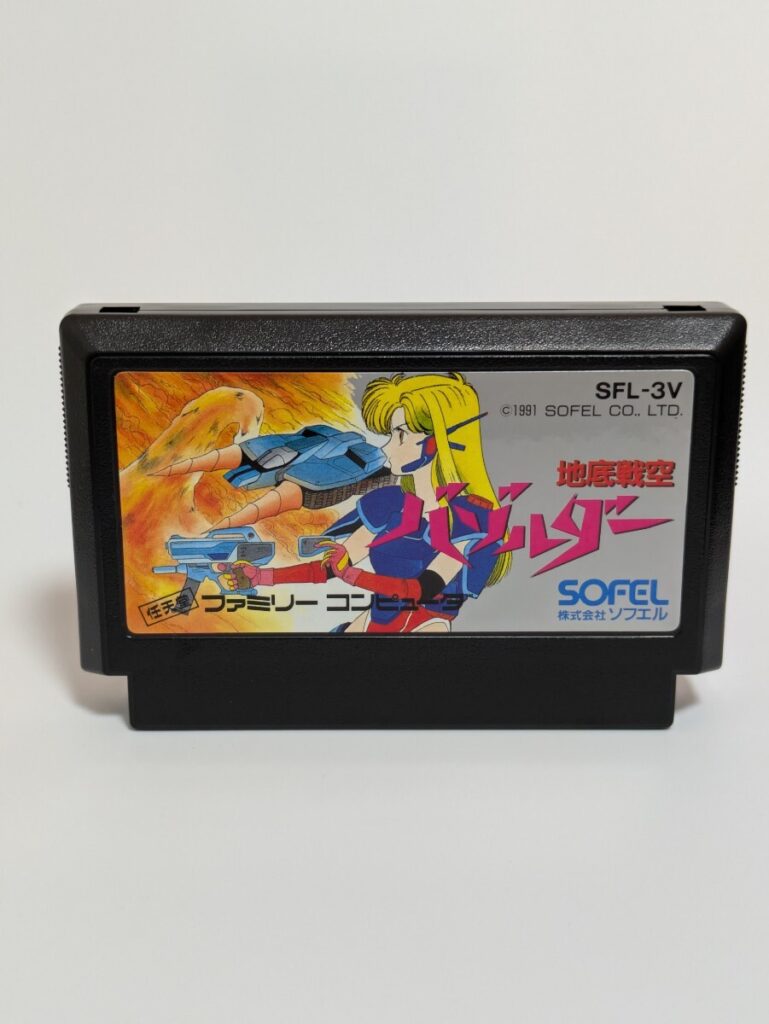 SFL-3V
©1991 SOFEL CO., LTD.
地底戦空
バゾルダー
SOFEL
株式会社 ソフエル
任天堂 ファミリー コンピュータ